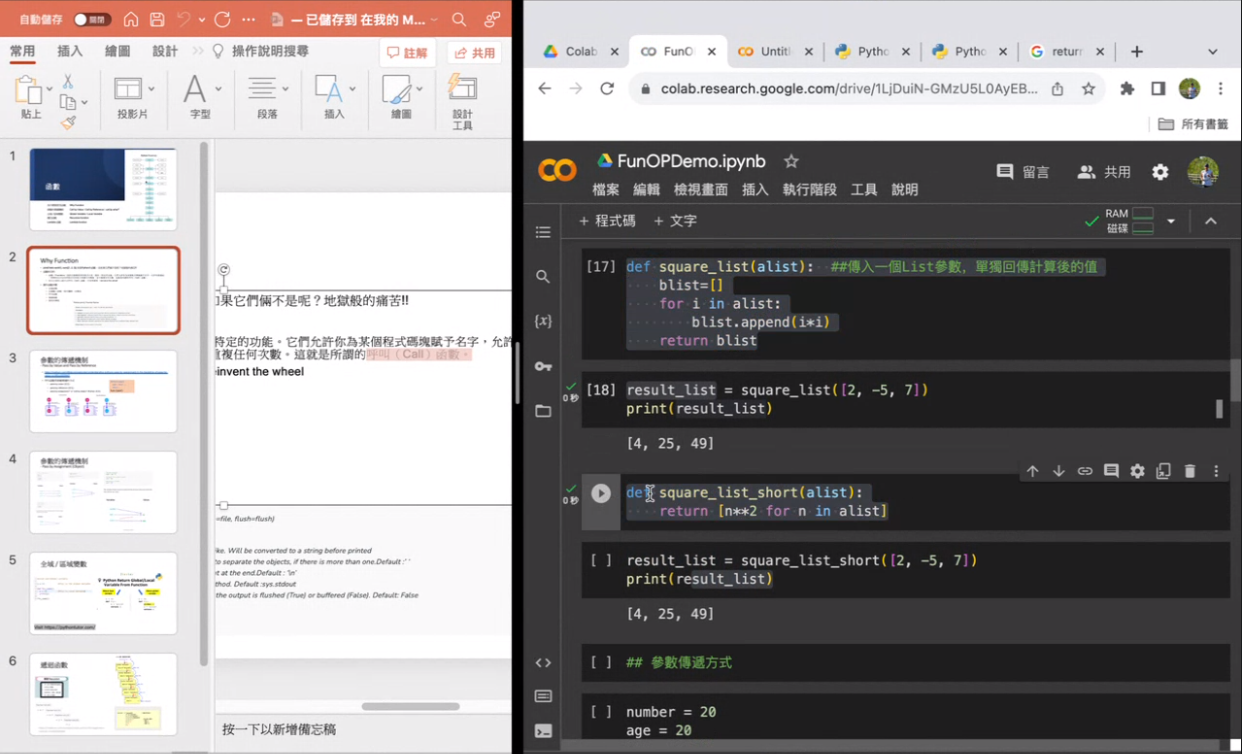 自動儲存 關閉 — 已儲存到 在我的 M...
常用 插入 繪圖 設計 操作說明搜尋 註解 共用
貼上 投影片 字型 段落 插入 繪圖 設計
工具
1
函數
2
Why Function
3
參數的傳遞機制
4
參數的傳遞機制
5
全域 / 區域變數
Python Return Global/Local
Variable From Function
6
遞迴函數
果它們倆不是呢？地獄般的痛苦!!
特定的功能。它們允許你為某個程式碼塊賦予名字，允許
重複任何次數。這就是所謂的呼叫（Call）函數。
einvent the wheel
=file, flush=flush)
ike. Will be converted to a string before printed
to separate the objects, if there is more than one.Default :' '
t at the end.Default : '\n'
thod. Default :sys.stdout
the output is flushed (True) or buffered (False). Default: False
按一下以新增備忘稿
Colab FunO Untitl Pytho Pytho returr
colab.research.google.com/drive/1LjDuiN-GMzU5L0AyEB...
所有書籤
FunOPDemo.ipynb
留言 共用
檔案 編輯 檢視畫面 插入 執行階段 工具 說明
+ 程式碼 + 文字
RAM
磁碟
{x}
[17] def square_list(alist): ##傳入一個List參數，單獨回傳計算後的值
blist=[]
for i in alist:
blist.append(i*i)
return blist
0 秒 [18] result_list = square_list([2, -5, 7])
print(result_list)
[4, 25, 49]
0 秒 def square_list_short(alist):
return [n**2 for n in alist]
[ ] result_list = square_list_short([2, -5, 7])
print(result_list)
[4, 25, 49]
[ ] ## 參數傳遞方式
[ ] number = 20
age = 20